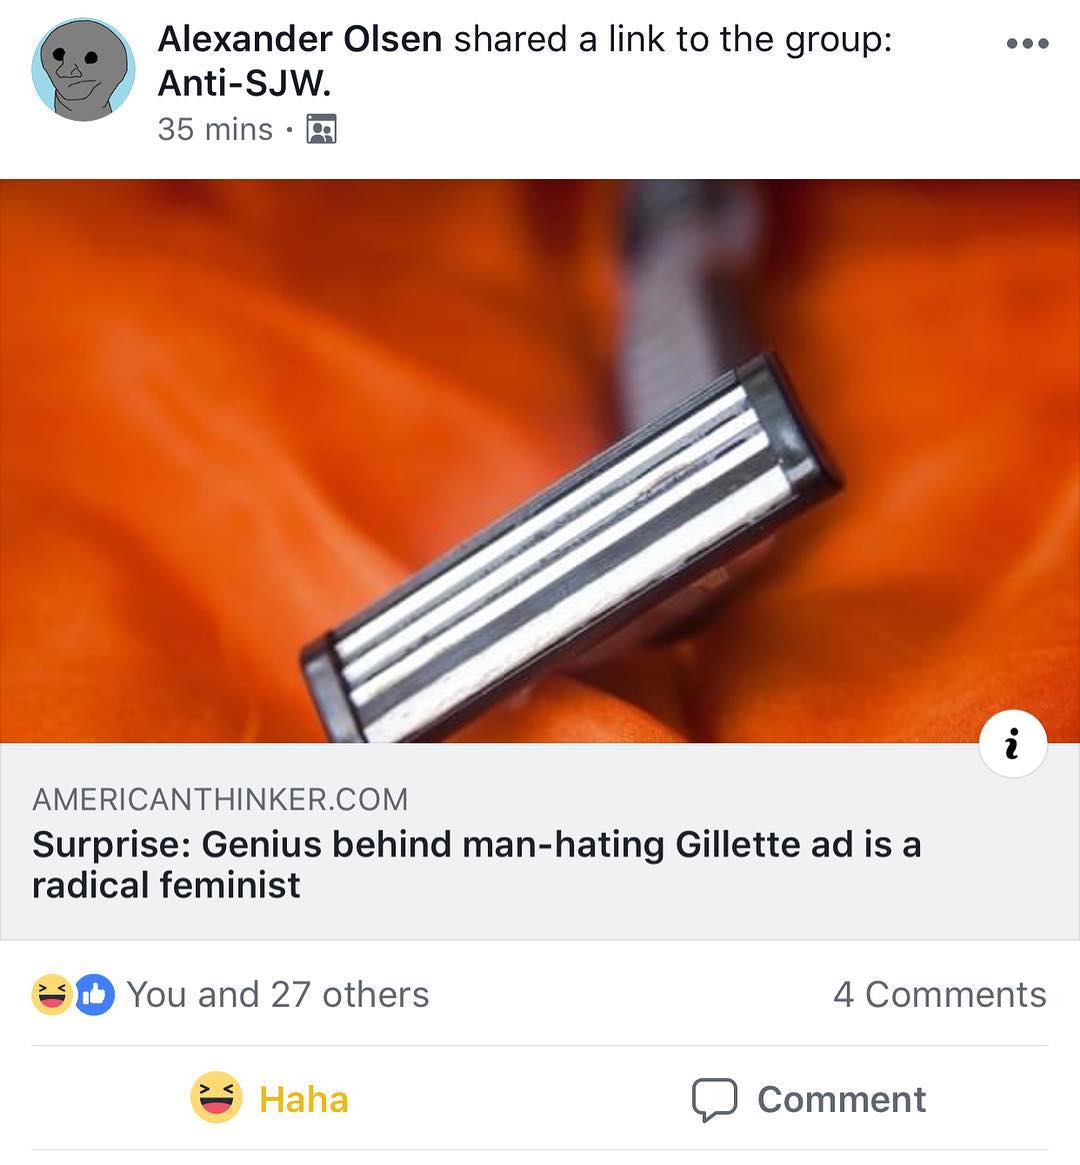 Alexander Olsen shared a link to the group:
Anti-SJW.
35 mins ·
i
AMERICANTHINKER.COM
Surprise: Genius behind man-hating Gillette ad is a
radical feminist
You and 27 others
4 Comments
Haha
Comment